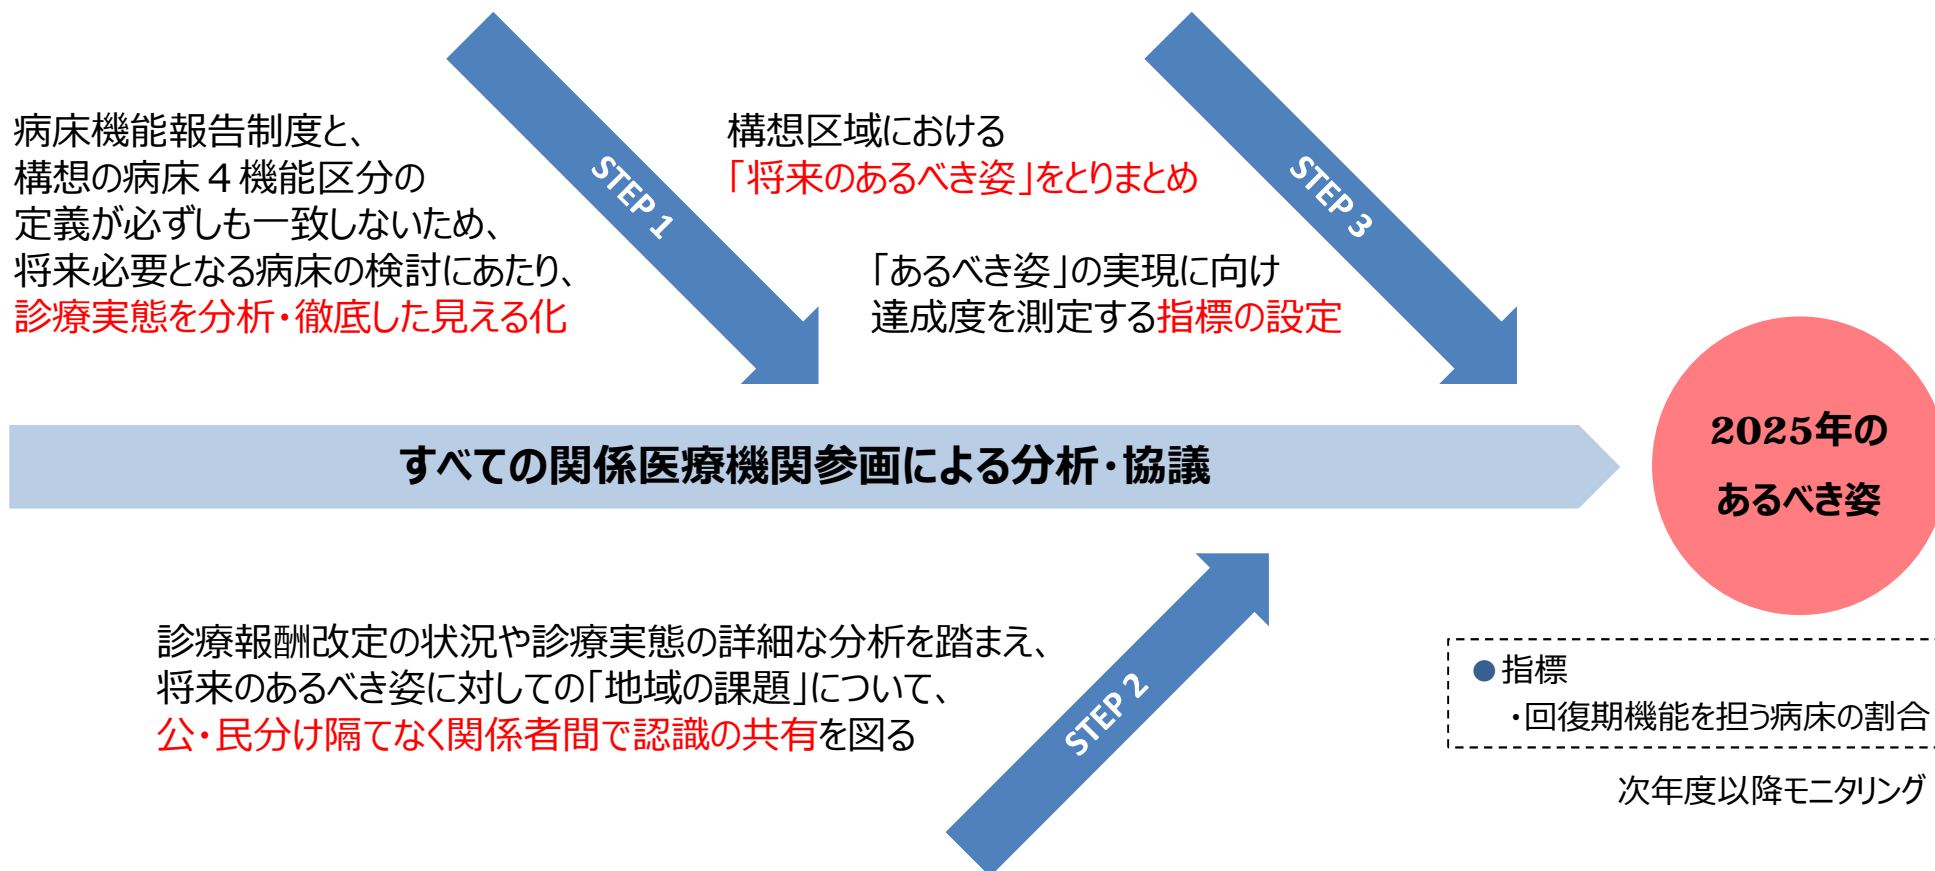 病床機能報告制度と、
構想の病床４機能区分の
定義が必ずしも一致しないため、
将来必要となる病床の検討にあたり、
診療実態を分析・徹底した見える化
STEP 1
構想区域における
「将来のあるべき姿」をとりまとめ
「あるべき姿」の実現に向け
達成度を測定する指標の設定
STEP 3
すべての関係医療機関参画による分析・協議
2025年の
あるべき姿
診療報酬改定の状況や診療実態の詳細な分析を踏まえ、
将来のあるべき姿に対しての「地域の課題」について、
公・民分け隔てなく関係者間で認識の共有を図る
STEP 2
●指標
・回復期機能を担う病床の割合
次年度以降モニタリング